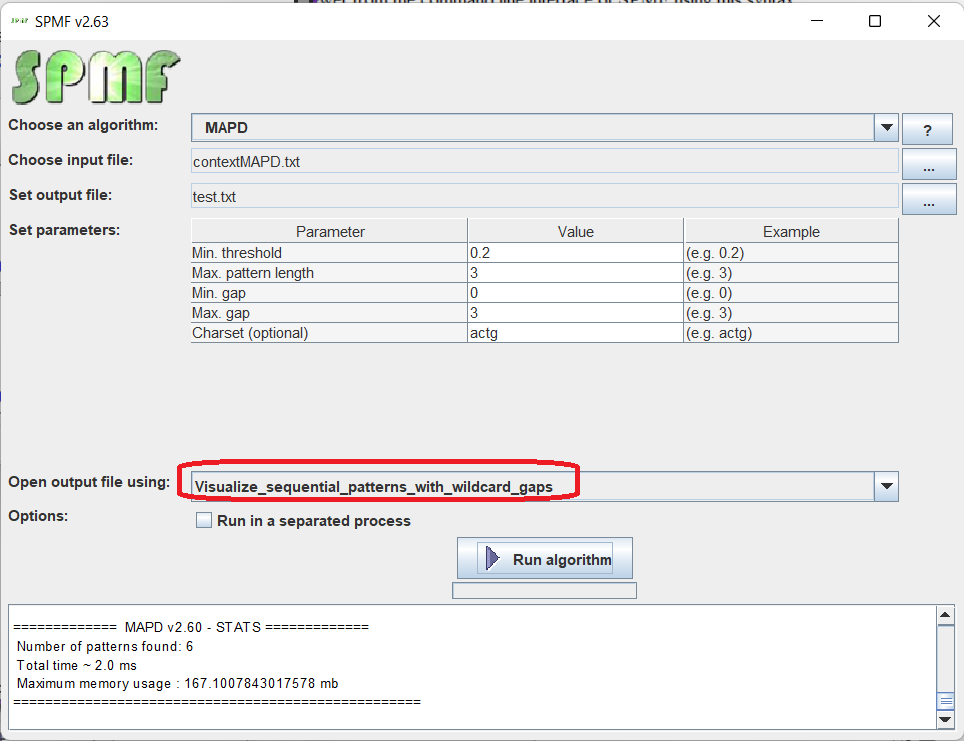 SPMF SPMF v2.63
SPMF
Choose an algorithm: MAPD ?
Choose input file: contextMAPD.txt ...
Set output file: test.txt ...
Set parameters: Parameter Value Example
Min. threshold 0.2 (e.g. 0.2)
Max. pattern length 3 (e.g. 3)
Min. gap 0 (e.g. 0)
Max. gap 3 (e.g. 3)
Charset (optional) actg (e.g. actg)
Open output file using: Visualize_sequential_patterns_with_wildcard_gaps
Options: Run in a separated process
Run algorithm
============= MAPD v2.60 - STATS =============
Number of patterns found: 6
Total time ~ 2.0 ms
Maximum memory usage : 167.1007843017578 mb
===================================================